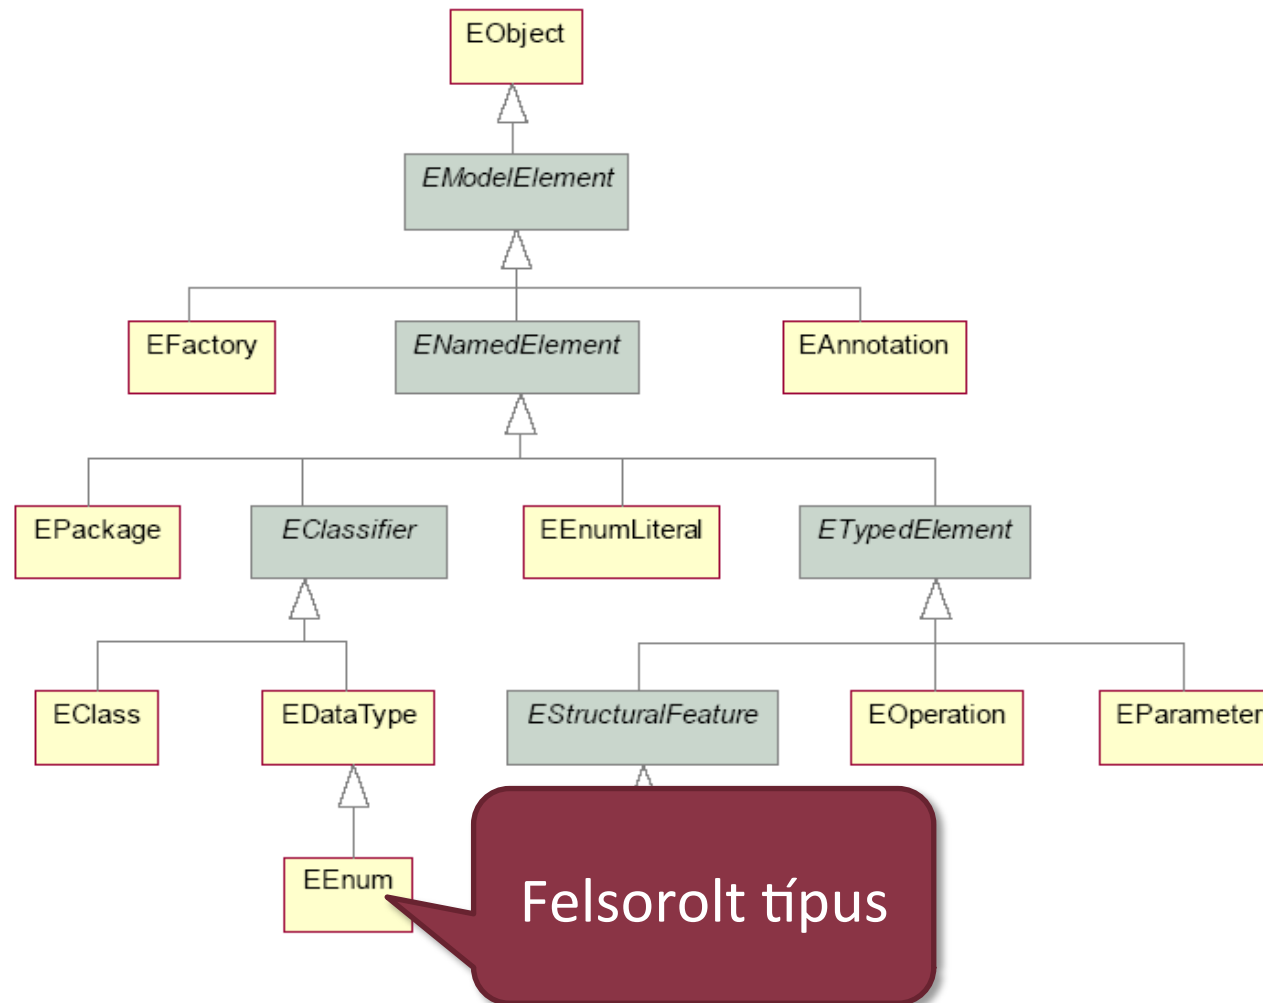 EObject
EModelElement
EFactory
ENamedElement
EAnnotation
EPackage
EClassifier
EEnumLiteral
ETypedElement
EClass
EDataType
EStructuralFeature
EOperation
EParameter
EEnum
Felsorolt típus